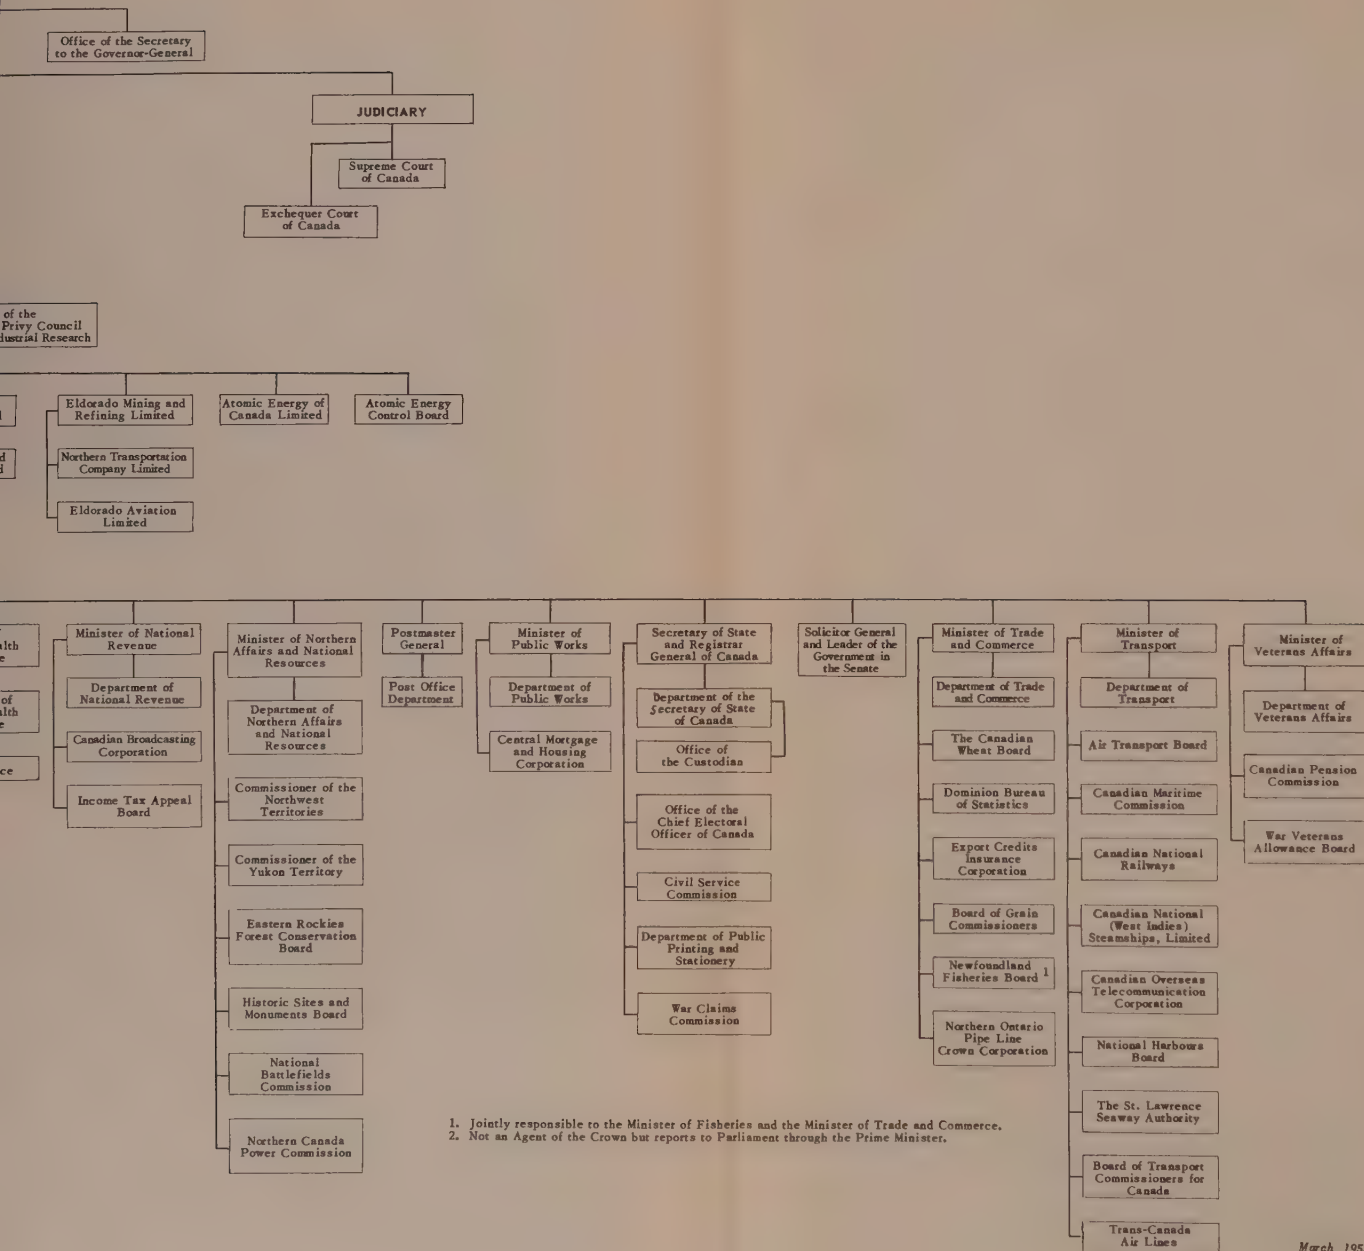 Office of the Secretary
to the Governor-General
JUDICIARY
Supreme Court
of Canada
Exchequer Court
of Canada
of the
Privy Council
Industrial Research
Eldorado Mining and
Refining Limited
Atomic Energy of
Canada Limited
Atomic Energy
Control Board
Northern Transportation
Company Limited
Eldorado Aviation
Limited
Minister of National
Revenue
Department of
National Revenue
Canadian Broadcasting
Corporation
Income Tax Appeal
Board
Minister of Northern
Affairs and National
Resources
Department of
Northern Affairs
and National
Resources
Commissioner of the
Northwest
Territories
Commissioner of the
Yukon Territory
Eastern Rockies
Forest Conservation
Board
Historic Sites and
Monuments Board
National
Battlefields
Commission
Northern Canada
Power Commission
Postmaster
General
Post Office
Department
Minister of
Public Works
Department of
Public Works
Central Mortgage
and Housing
Corporation
Secretary of State
and Registrar
General of Canada
Department of the
Secretary of State
of Canada
Office of
the Custodian
Office of the
Chief Electoral
Officer of Canada
Civil Service
Commission
Department of Public
Printing and
Stationery
War Claims
Commission
Solicitor General
and Leader of the
Government in
the Senate
Minister of Trade
and Commerce
Department of Trade
and Commerce
The Canadian
Wheat Board
Dominion Bureau
of Statistics
Export Credits
Insurance
Corporation
Board of Grain
Commissioners
Newfoundland
Fisheries Board 1
Northern Ontario
Pipe Line
Crown Corporation
Minister of
Transport
Department of
Transport
Air Transport Board
Canadian Maritime
Commission
Canadian National
Railways
Canadian National
(West Indies)
Steamships, Limited
Canadian Overseas
Telecommunication
Corporation
National Harbours
Board
The St. Lawrence
Seaway Authority
Board of Transport
Commissioners for
Canada
Trans-Canada
Air Lines
Minister of
Veterans Affairs
Department of
Veterans Affairs
Canadian Pension
Commission
War Veterans
Allowance Board
1. Jointly responsible to the Minister of Fisheries and the Minister of Trade and Commerce.
2. Not an Agent of the Crown but reports to Parliament through the Prime Minister.
March 195